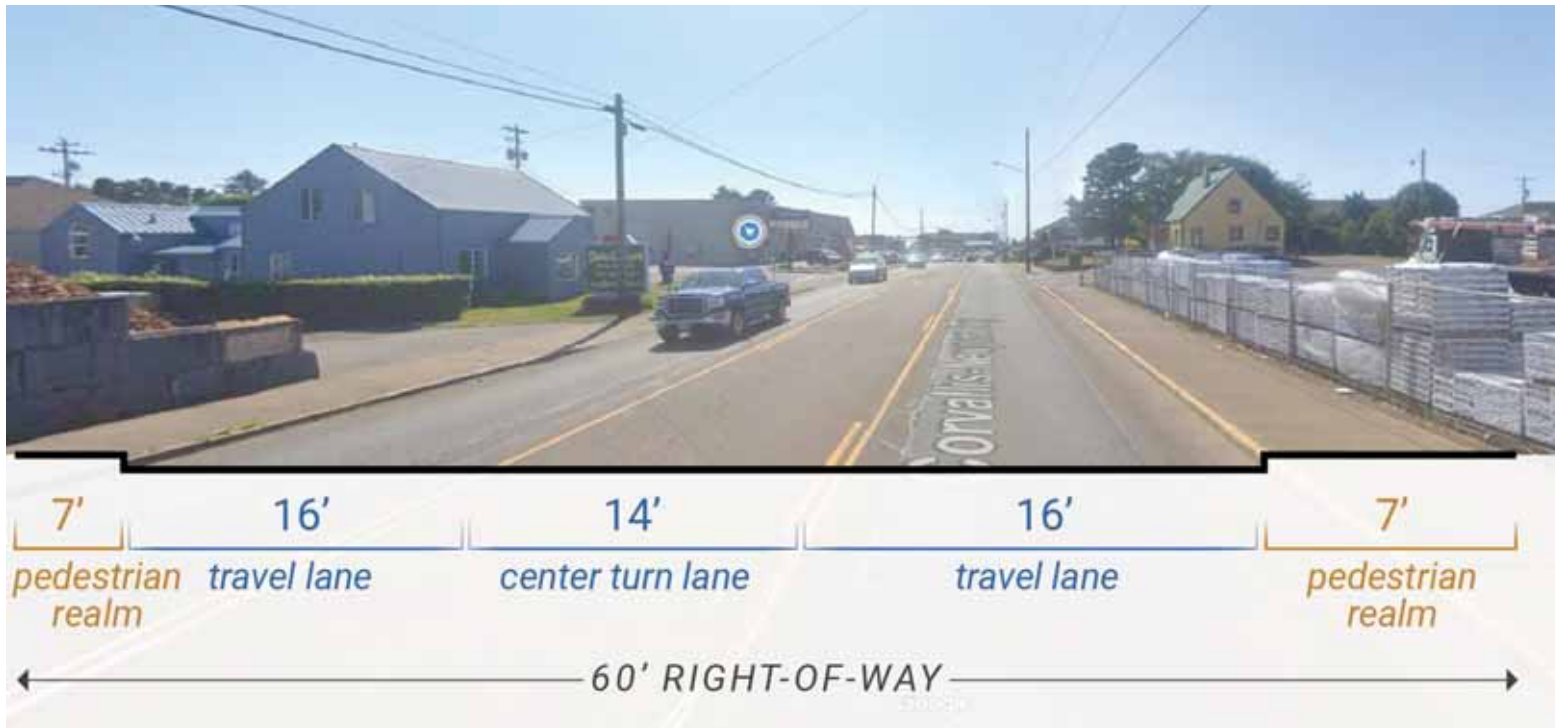 7’
16’
14’
16’
7’
pedestrian
realm
travel lane
center turn lane
travel lane
pedestrian
realm
60’ RIGHT-OF-WAY
Google